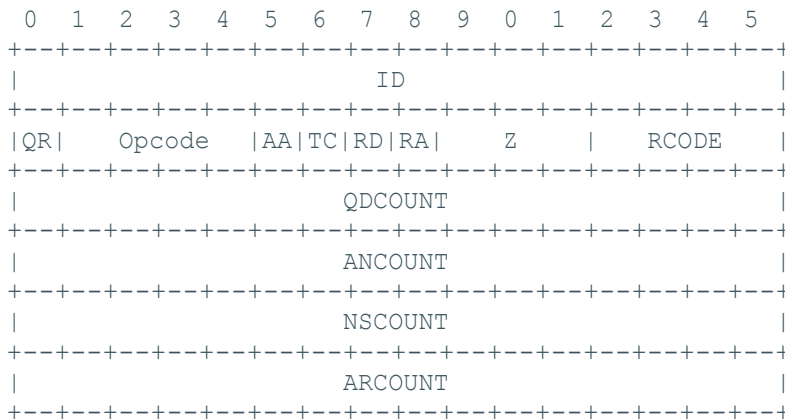 0 1 2 3 4 5 6 7 8 9 0 1 2 3 4 5
+--+--+--+--+--+--+--+--+--+--+--+--+--+--+--+--+
| ID |
+--+--+--+--+--+--+--+--+--+--+--+--+--+--+--+--+
|QR| Opcode |AA|TC|RD|RA| Z | RCODE |
+--+--+--+--+--+--+--+--+--+--+--+--+--+--+--+--+
| QDCOUNT |
+--+--+--+--+--+--+--+--+--+--+--+--+--+--+--+--+
| ANCOUNT |
+--+--+--+--+--+--+--+--+--+--+--+--+--+--+--+--+
| NSCOUNT |
+--+--+--+--+--+--+--+--+--+--+--+--+--+--+--+--+
| ARCOUNT |
+--+--+--+--+--+--+--+--+--+--+--+--+--+--+--+--+